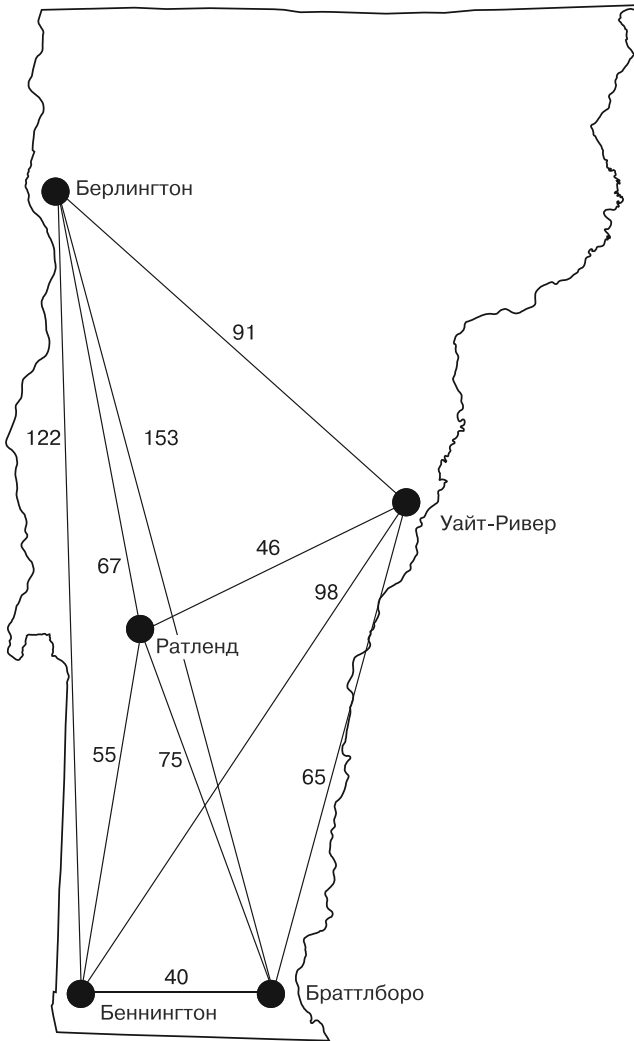 Берлингтон
91
122
153
Уайт-Ривер
46
67
98
Ратленд
55
75
65
40
Беннингтон
Браттлборо